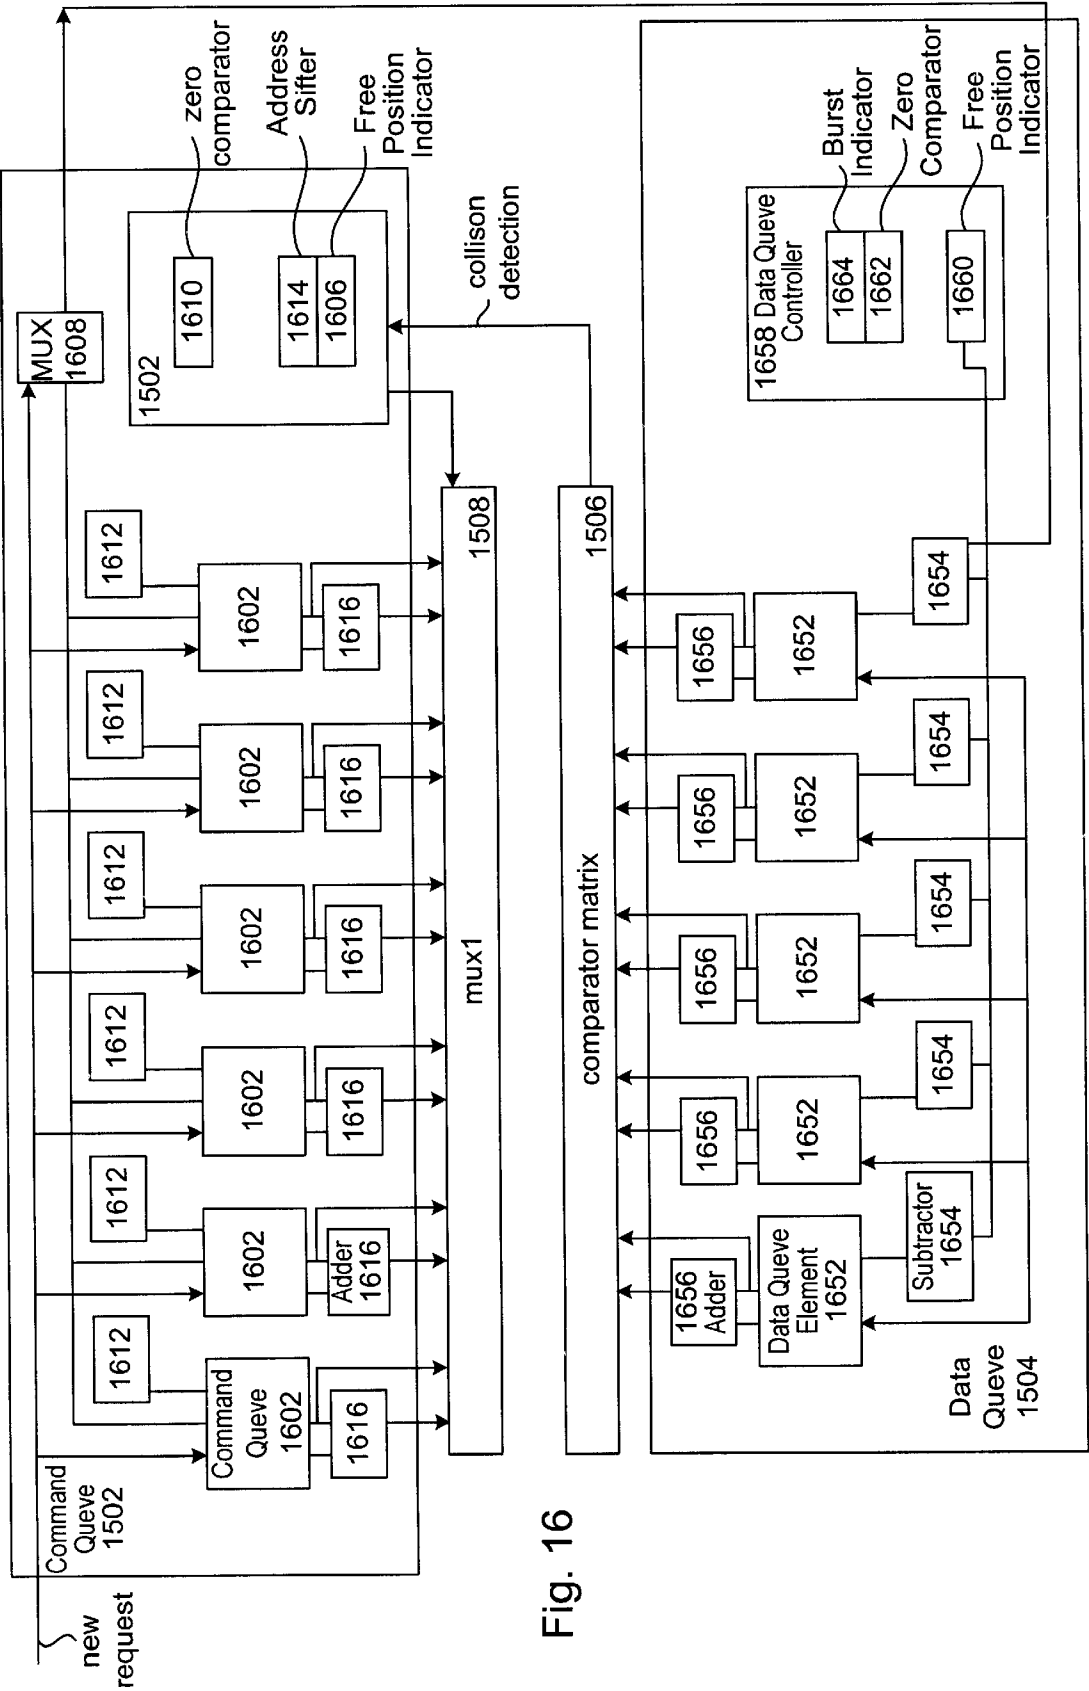 new
request
Command
Queve
1502
MUX
1608
1612
1612
1612
1612
1612
1612
Command
Queve
1602
1602
1602
1602
1602
1602
1616
Adder
1616
1616
1616
1616
1616
1502
1610
1614
1606
zero
comparator
Address
Sifter
Free
Position
Indicator
mux1
1508
collison
detection
comparator matrix
1506
1656
Adder
1656
1656
1656
1656
Data Queve
Element
1652
1652
1652
1652
1652
Subtractor
1654
1654
1654
1654
1654
Data
Queve
1504
1658 Data Queve
Controller
1664
1662
1660
Burst
Indicator
Zero
Comparator
Free
Position
Indicator
Fig. 16